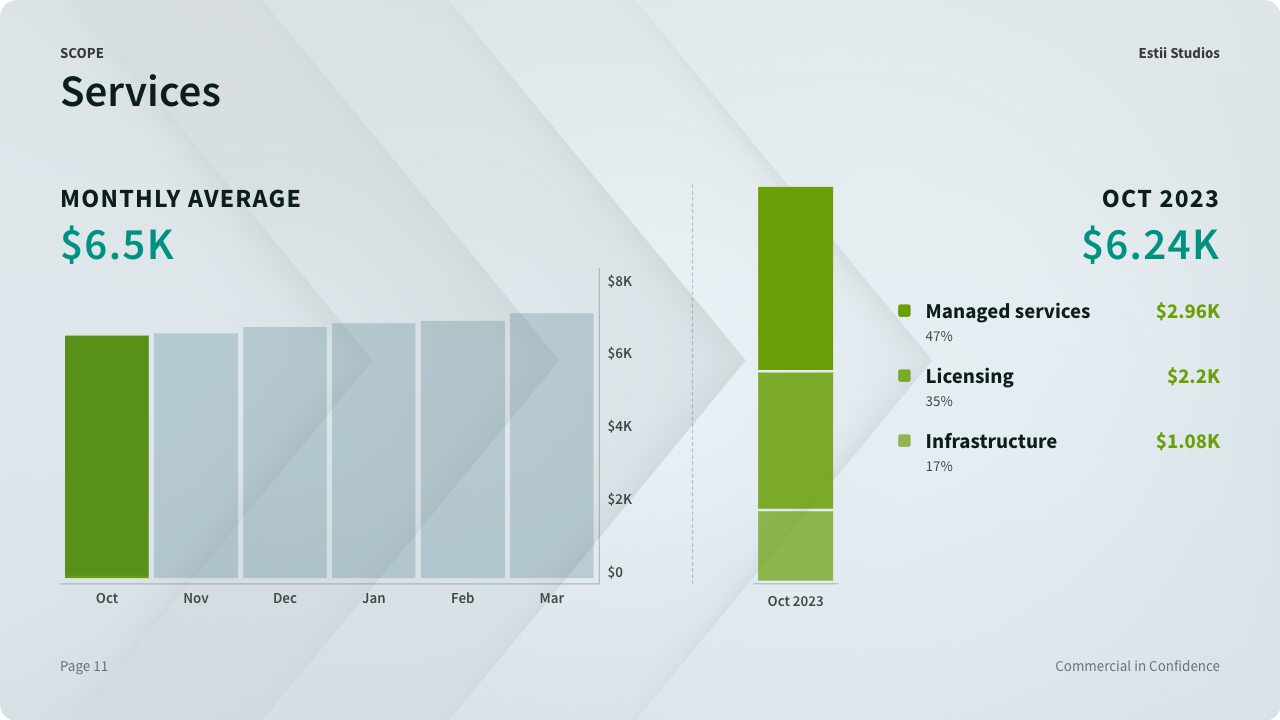 SCOPE
Estii Studios
Services
MONTHLY AVERAGE
$6.5K
$8K
$6K
$4K
$2K
$0
Oct
Nov
Dec
Jan
Feb
Mar
OCT 2023
$6.24K
Managed services $2.96K
47%
Licensing $2.2K
35%
Infrastructure $1.08K
17%
Oct 2023
Page 11
Commercial in Confidence